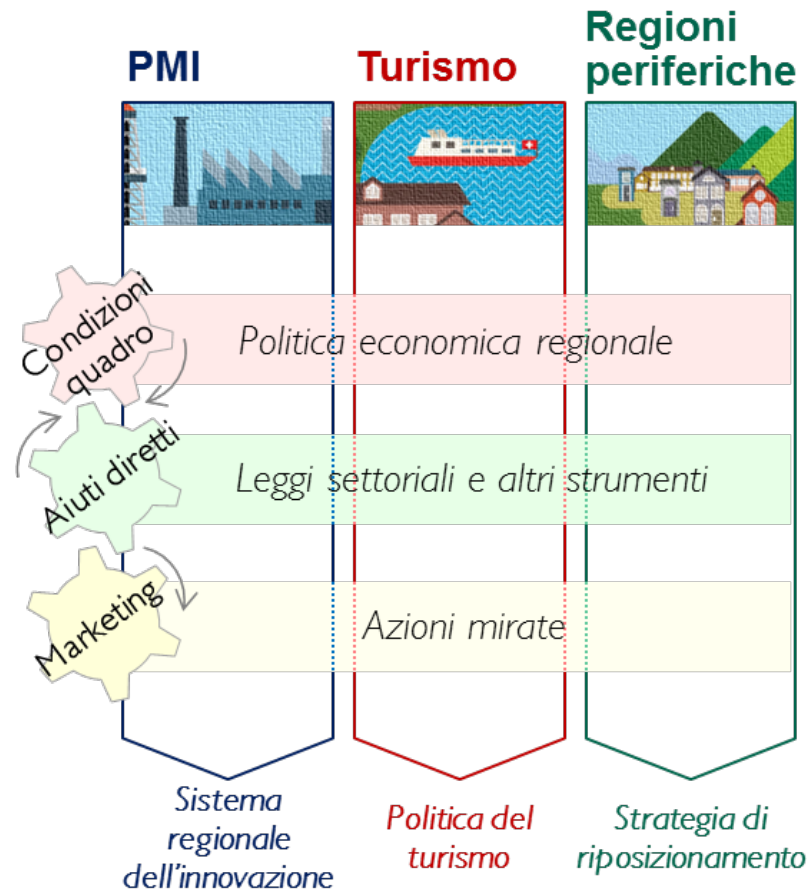 PMI
Turismo
Regioni
periferiche
Condizioni
quadro
Politica economica regionale
Aiuti diretti
Leggi settoriali e altri strumenti
Marketing
Azioni mirate
Sistema
regionale
dell'innovazione
Politica del
turismo
Strategia di
riposizionamento